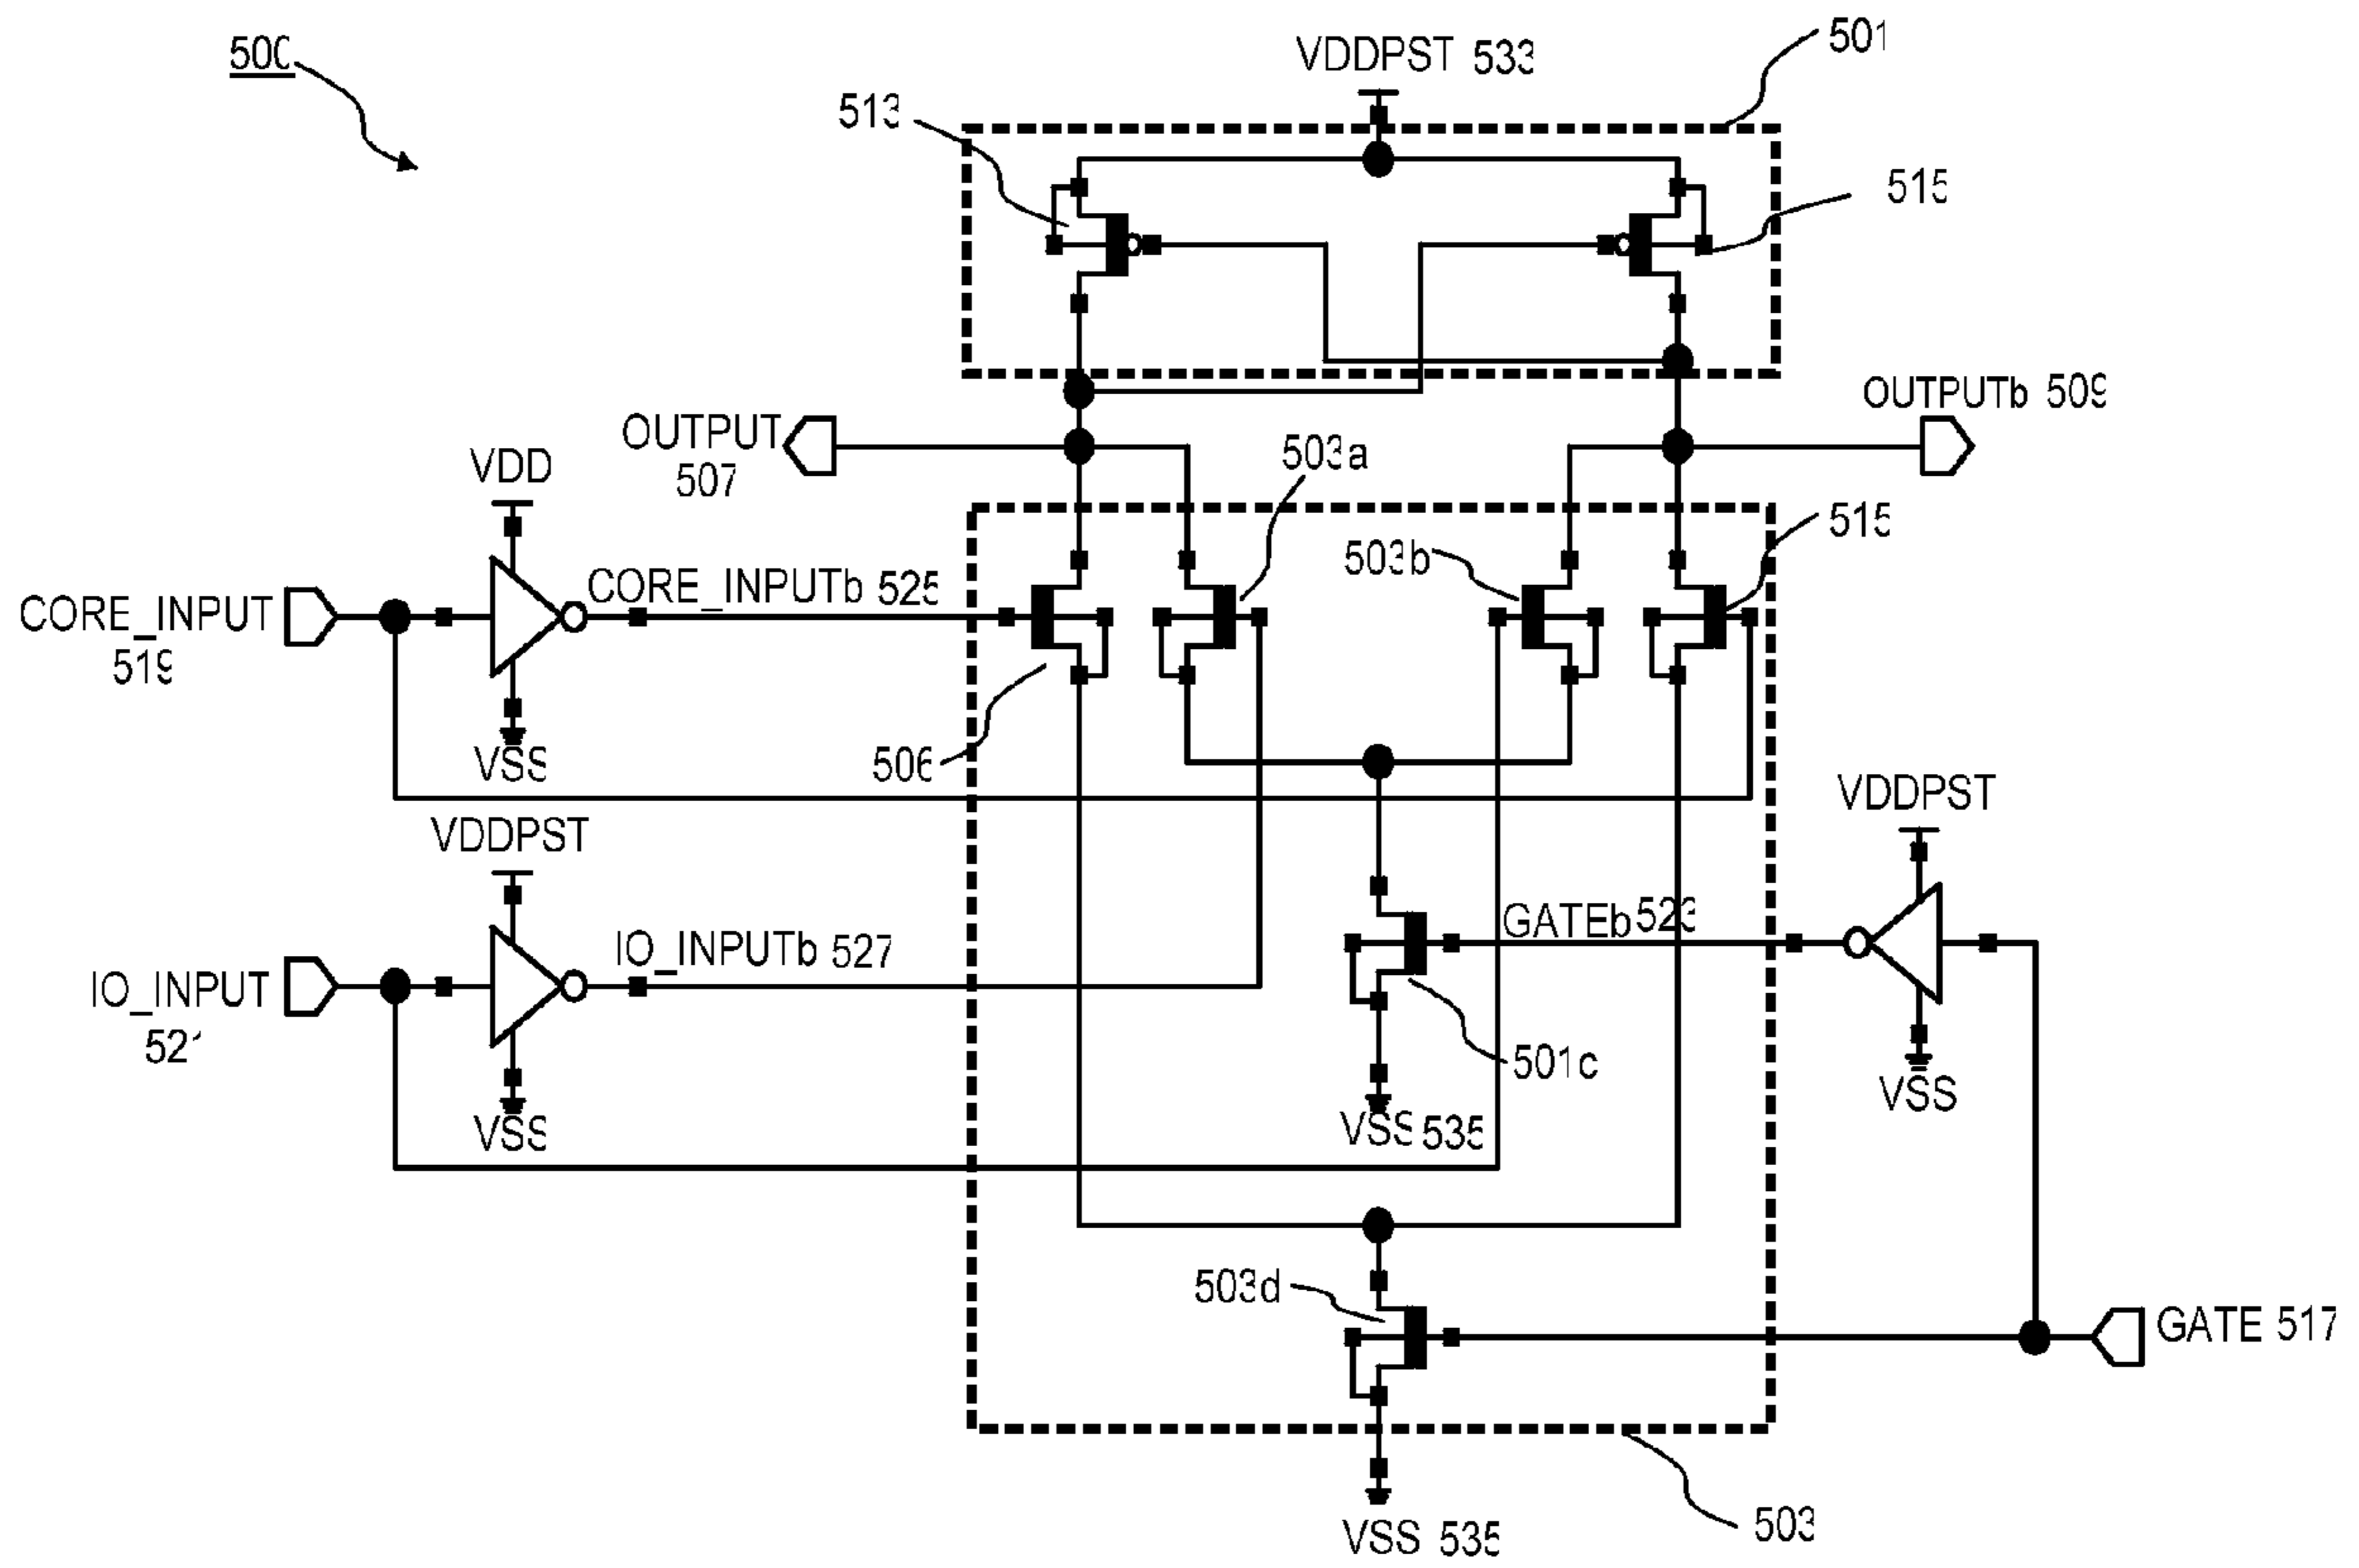 500
VDDPST 533
501
513
515
OUTPUT
507
OUTPUTb 509
503a
VDD
503b
515
CORE_INPUT
519
CORE_INPUTb 525
VSS
506
VDDPST
VDDPST
IO_INPUT
521
IO_INPUTb 527
GATEb 523
501c
VSS
VSS 535
VSS
503d
GATE 517
VSS 535
503